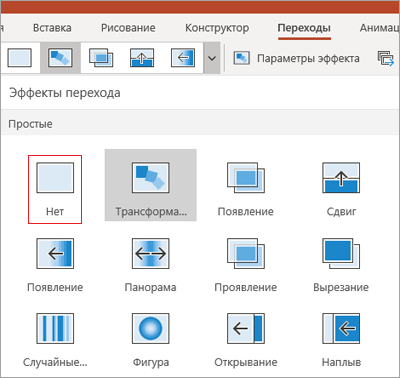 я Вставка Рисование Конструктор Переходы Анимац
Параметры эффекта
Эффекты перехода
Простые
Нет Трансформа... Появление Сдвиг
Появление Панорама Проявление Вырезание
Случайные... Фигура Открывание Наплыв